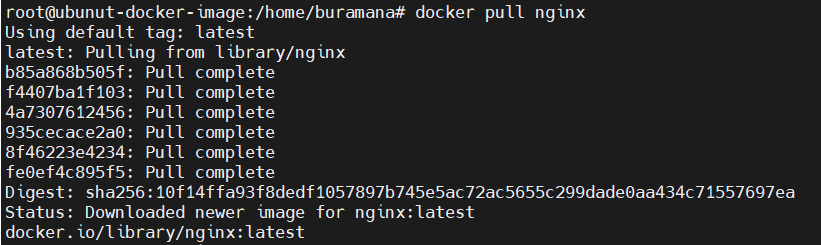 root@ubunut-docker-image:/home/buramana# docker pull nginx
Using default tag: latest
latest: Pulling from library/nginx
b85a868b505f: Pull complete
f4407ba1f103: Pull complete
4a7307612456: Pull complete
935cecace2a0: Pull complete
8f46223e4234: Pull complete
fe0ef4c895f5: Pull complete
Digest: sha256:10f14ffa93f8dedf1057897b745e5ac72ac5655c299dade0aa434c71557697ea
Status: Downloaded newer image for nginx:latest
docker.io/library/nginx:latest